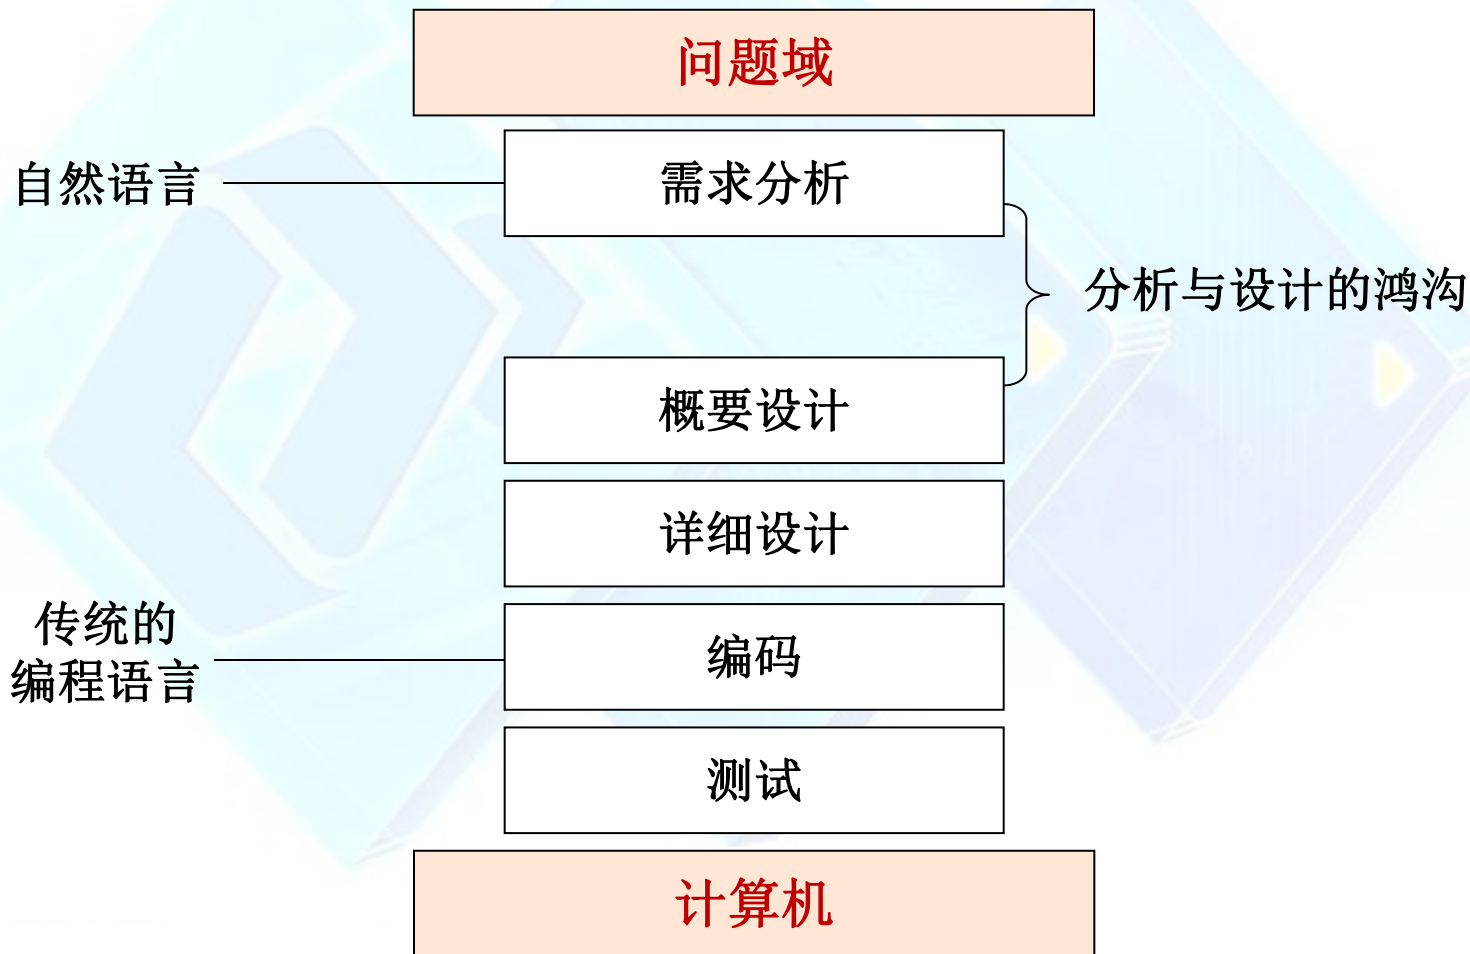 问题域
自然语言
需求分析
分析与设计的鸿沟
概要设计
详细设计
传统的
编程语言
编码
测试
计算机